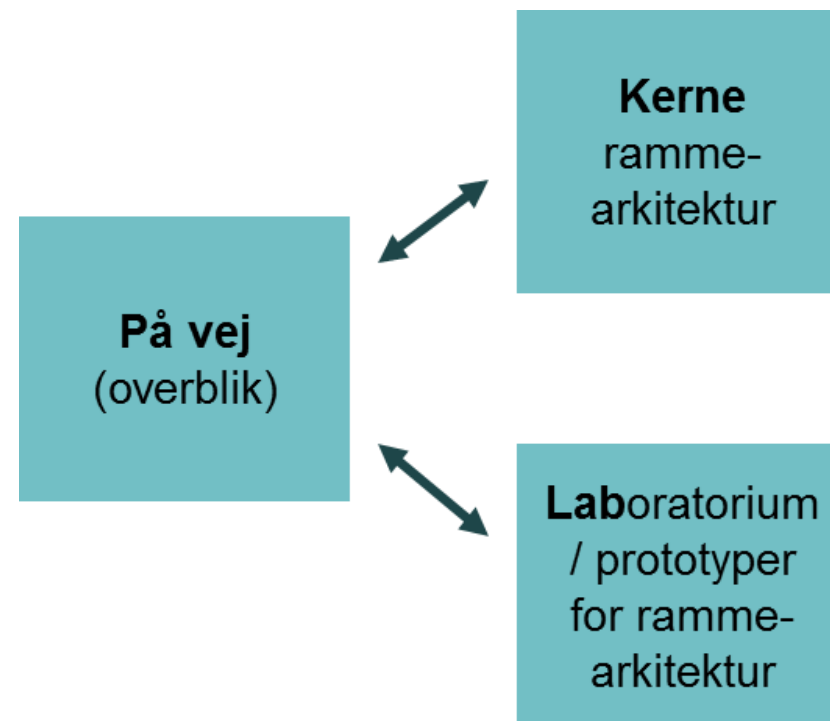 På vej
(overblik)
Kerne
ramme-
arkitektur
Laboratorium
/ prototyper
for ramme-
arkitektur